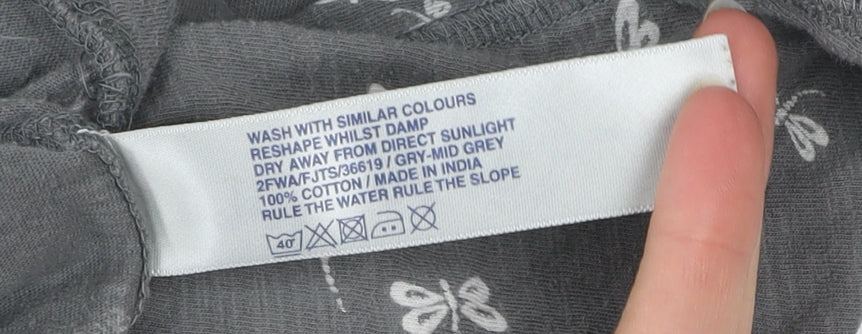 WASH WITH SIMILAR COLOURS
RESHAPE WHILST DAMP
DRY AWAY FROM DIRECT SUNLIGHT
2FWA/FJTS/36619 / GRY-MID GREY
100% COTTON / MADE IN INDIA
RULE THE WATER RULE THE SLOPE
40°